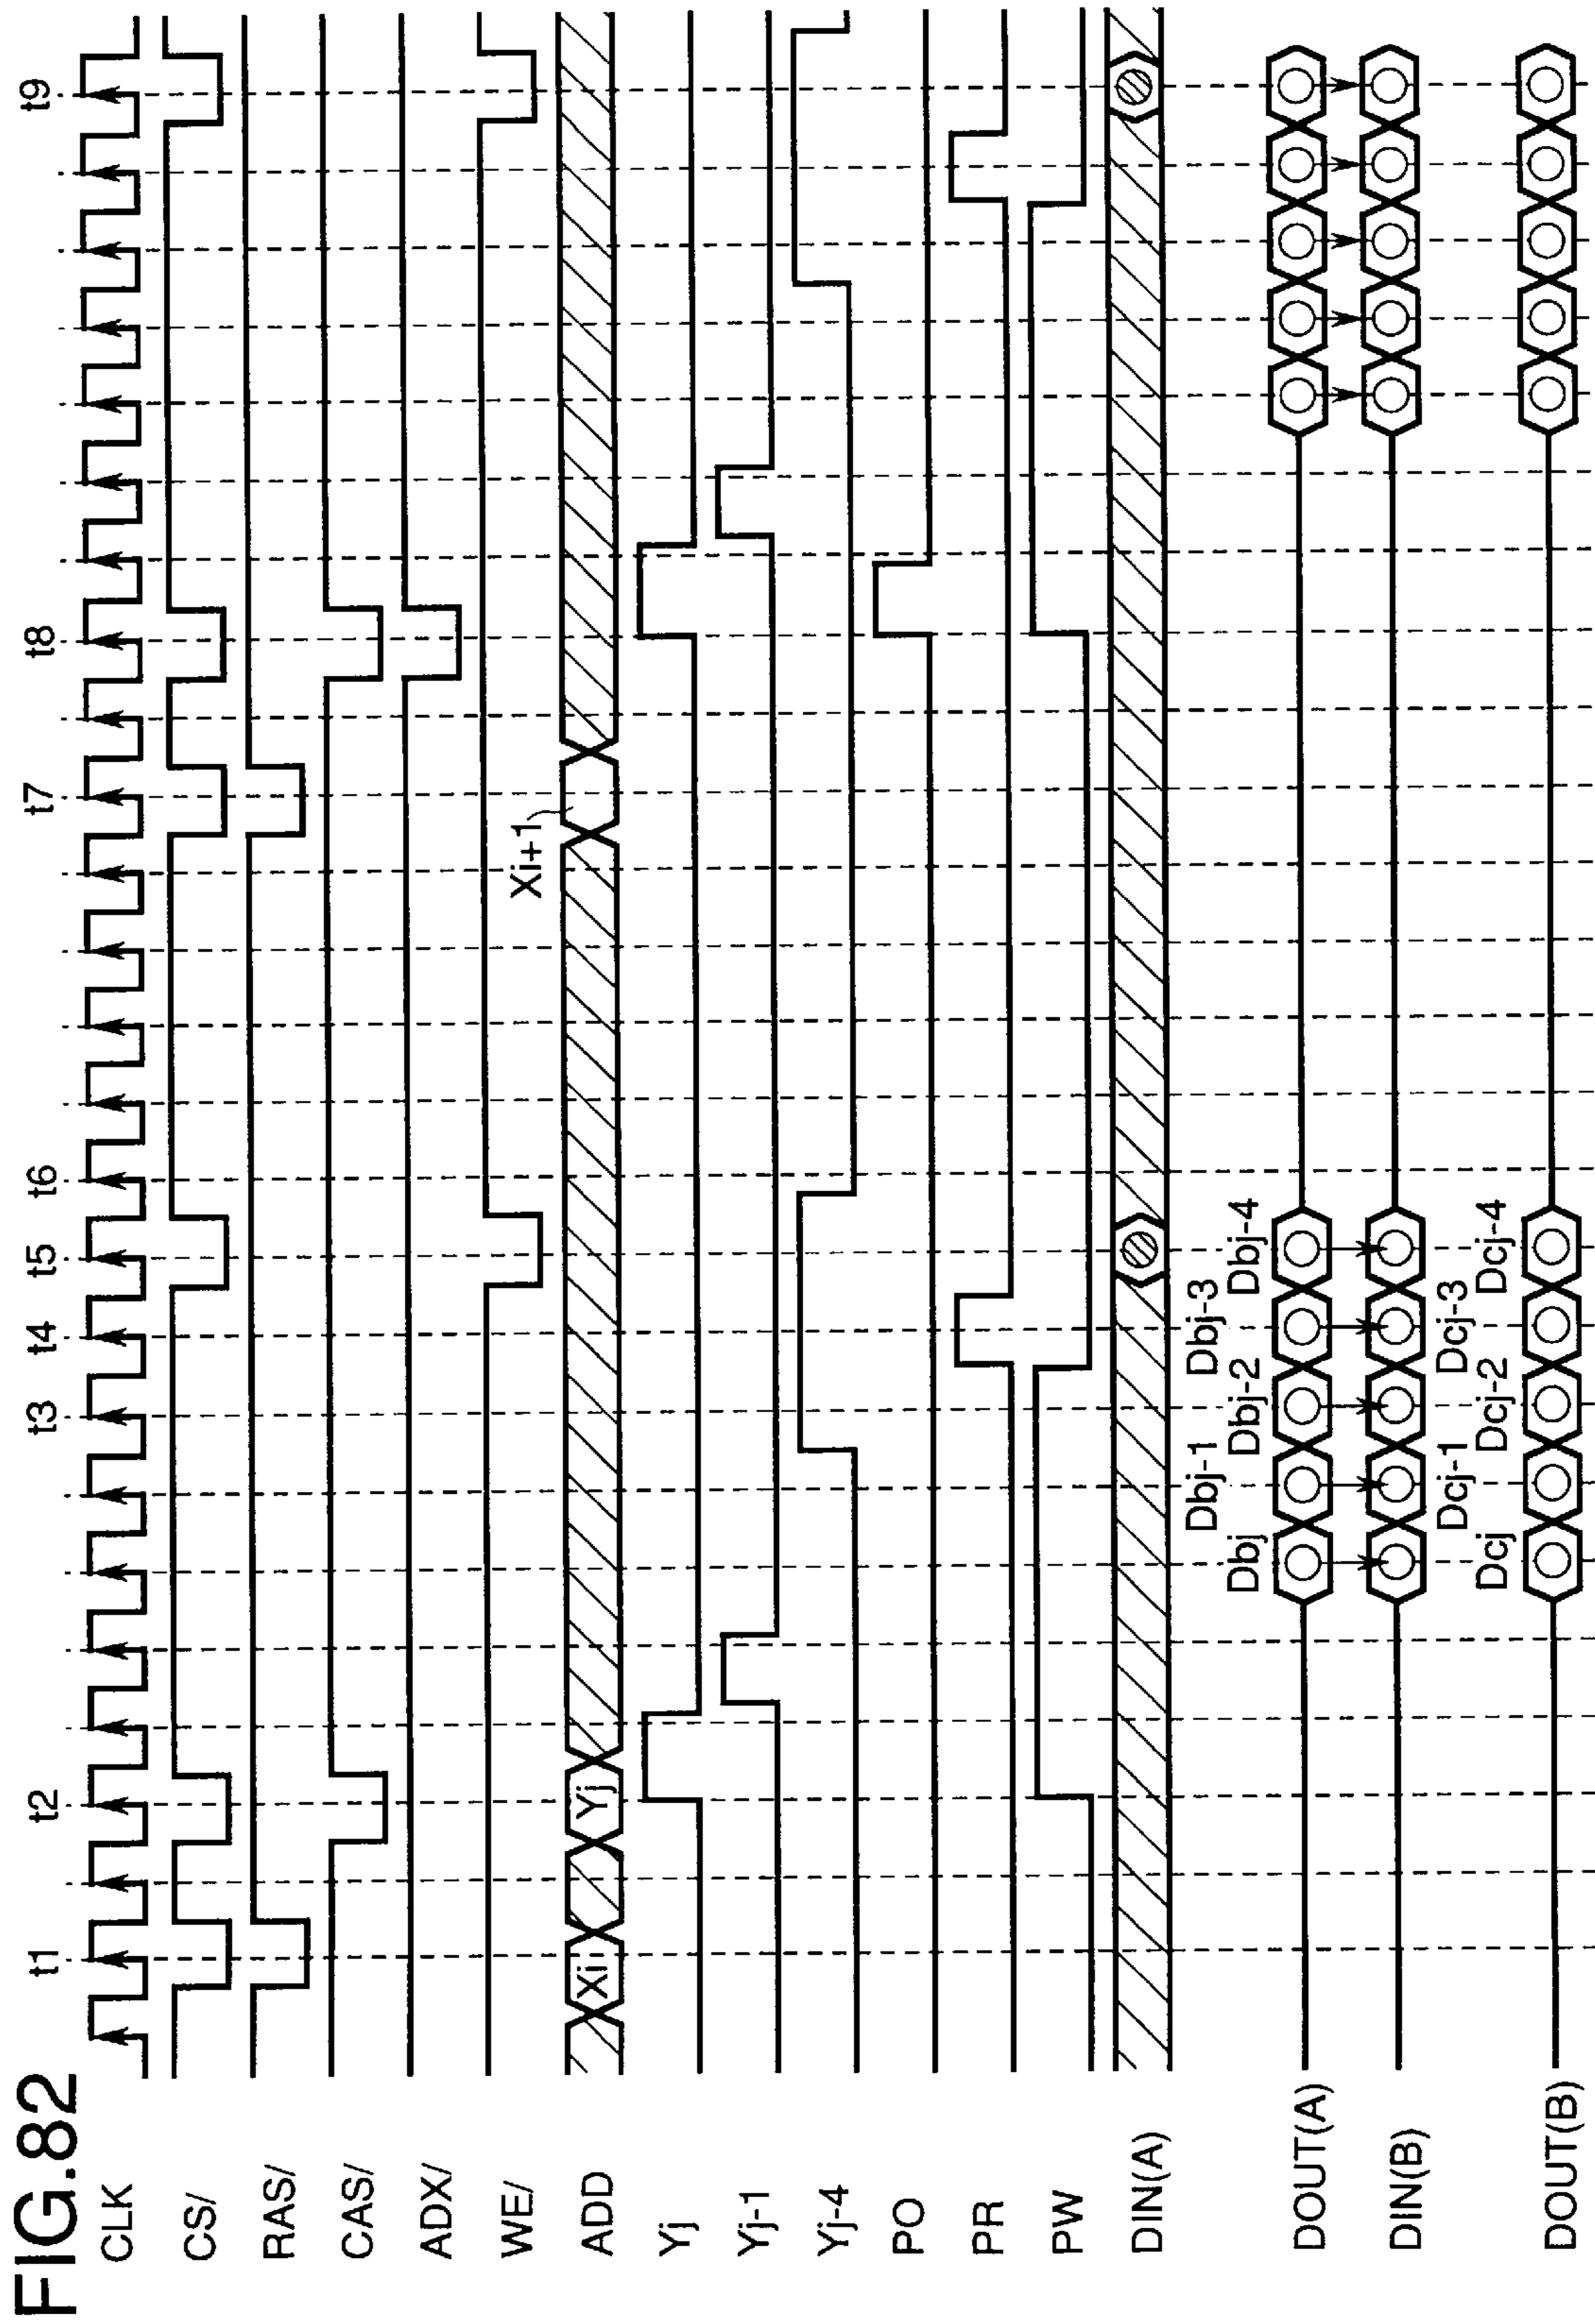 FIG.82
t1 t2 t3 t4 t5 t6 t7 t8 t9
CLK
CS/
RAS/
CAS/
ADX/
WE/
ADD Xi Yj Xi+1
Yj
Yj-1
Yj-4
PO
PR
PW
DIN(A)
Dbj Dbj-1 Dbj-2 Dbj-3 Dbj-4
DOUT(A)
DIN(B)
Dcj Dcj-1 Dcj-2 Dcj-3 Dcj-4
DOUT(B)